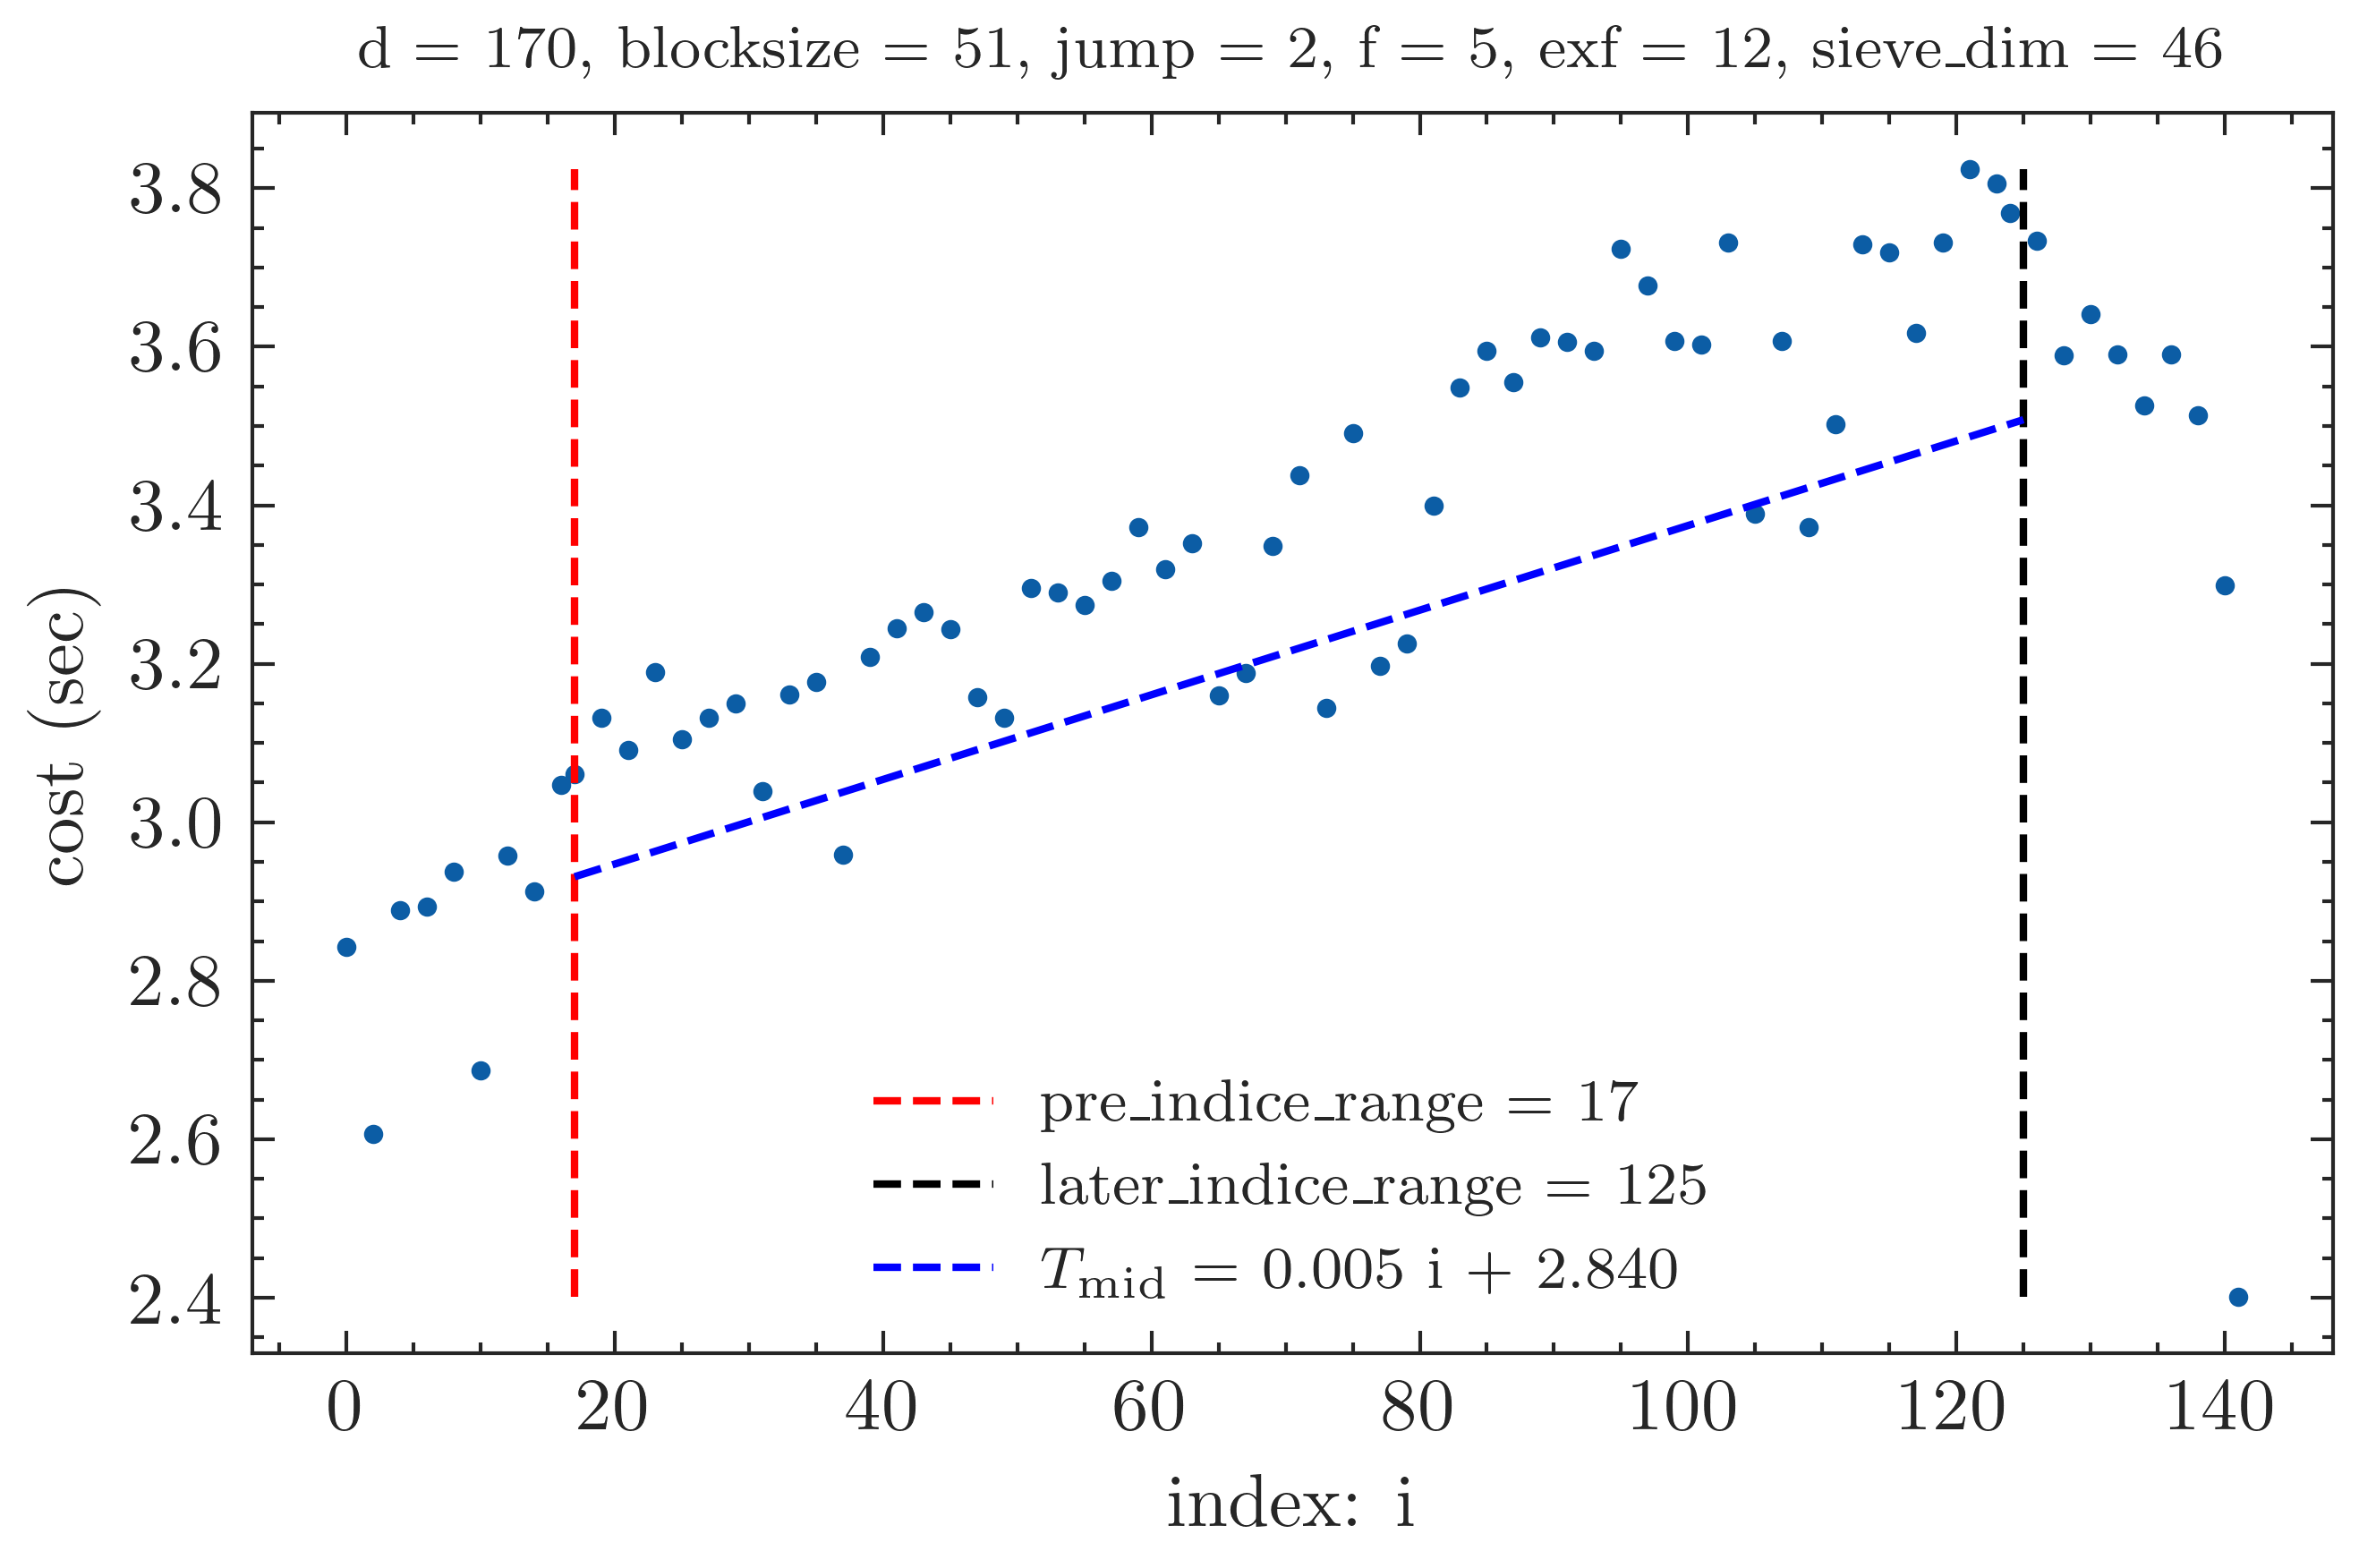 d = 170, blocksize = 51, jump = 2, f = 5, exf = 12, sieve_dim = 46
cost (sec)
3.8
3.6
3.4
3.2
3.0
2.8
2.6
2.4
pre_indice_range = 17
later_indice_range = 125
T_mid = 0.005 i + 2.840
0 20 40 60 80 100 120 140
index: i